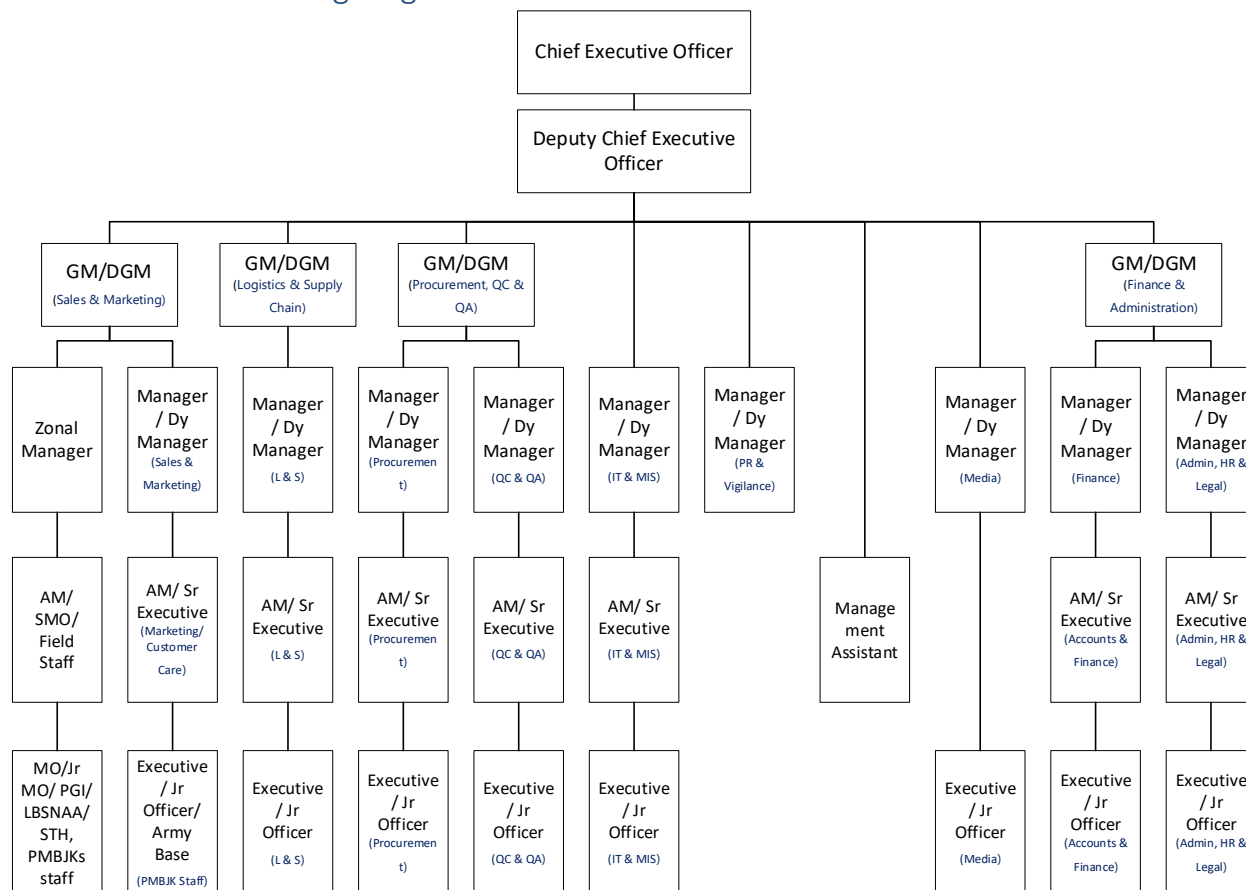 Chief Executive Officer
Deputy Chief Executive
Officer
GM/DGM
(Sales & Marketing)
GM/DGM
(Logistics & Supply
Chain)
GM/DGM
(Procurement, QC &
QA)
GM/DGM
(Finance &
Administration)
Zonal
Manager
Manager
/ Dy
Manager
(Sales &
Marketing)
Manager
/ Dy
Manager
(L & S)
Manager
/ Dy
Manager
(Procuremen
t)
Manager
/ Dy
Manager
(QC & QA)
Manager
/ Dy
Manager
(IT & MIS)
Manager
/ Dy
Manager
(PR &
Vigilance)
Manager
/ Dy
Manager
(Media)
Manager
/ Dy
Manager
(Finance)
Manager
/ Dy
Manager
(Admin, HR &
Legal)
AM/
SMO/
Field
Staff
AM/ Sr
Executive
(Marketing/
Customer
Care)
AM/ Sr
Executive
(L & S)
AM/ Sr
Executive
(Procuremen
t)
AM/ Sr
Executive
(QC & QA)
AM/ Sr
Executive
(IT & MIS)
Manage
ment
Assistant
AM/ Sr
Executive
(Accounts &
Finance)
AM/ Sr
Executive
(Admin, HR &
Legal)
MO/Jr
MO/ PGI/
LBSNAA/
STH,
PMBJKs
staff
Executive
/ Jr
Officer/
Army
Base
(PMBJK Staff)
Executive
/ Jr
Officer
(L & S)
Executive
/ Jr
Officer
(Procuremen
t)
Executive
/ Jr
Officer
(QC & QA)
Executive
/ Jr
Officer
(IT & MIS)
Executive
/ Jr
Officer
(Media)
Executive
/ Jr
Officer
(Accounts &
Finance)
Executive
/ Jr
Officer
(Admin, HR &
Legal)